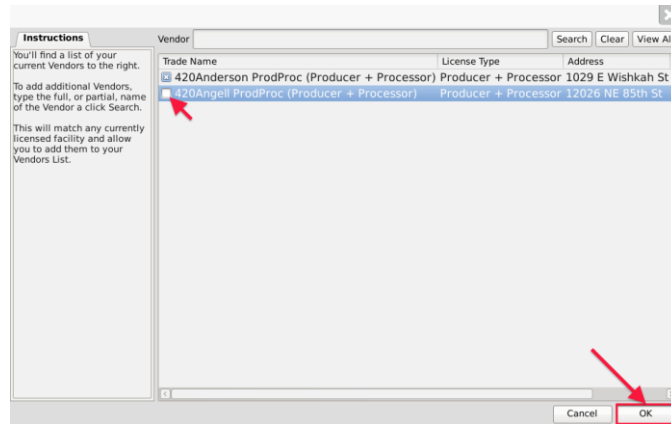 Instructions
You'll find a list of your
current Vendors to the right.
To add additional Vendors,
type the full, or partial, name
of the Vendor a click Search.
This will match any currently
licensed facility and allow
you to add them to your
Vendors List.
Vendor Search Clear View Al
Trade Name License Type Address
420Anderson ProdProc (Producer + Processor) Producer + Processor 1029 E Wishkah St
420Angell ProdProc (Producer + Processor) Producer + Processor 12026 NE 85th St
Cancel OK